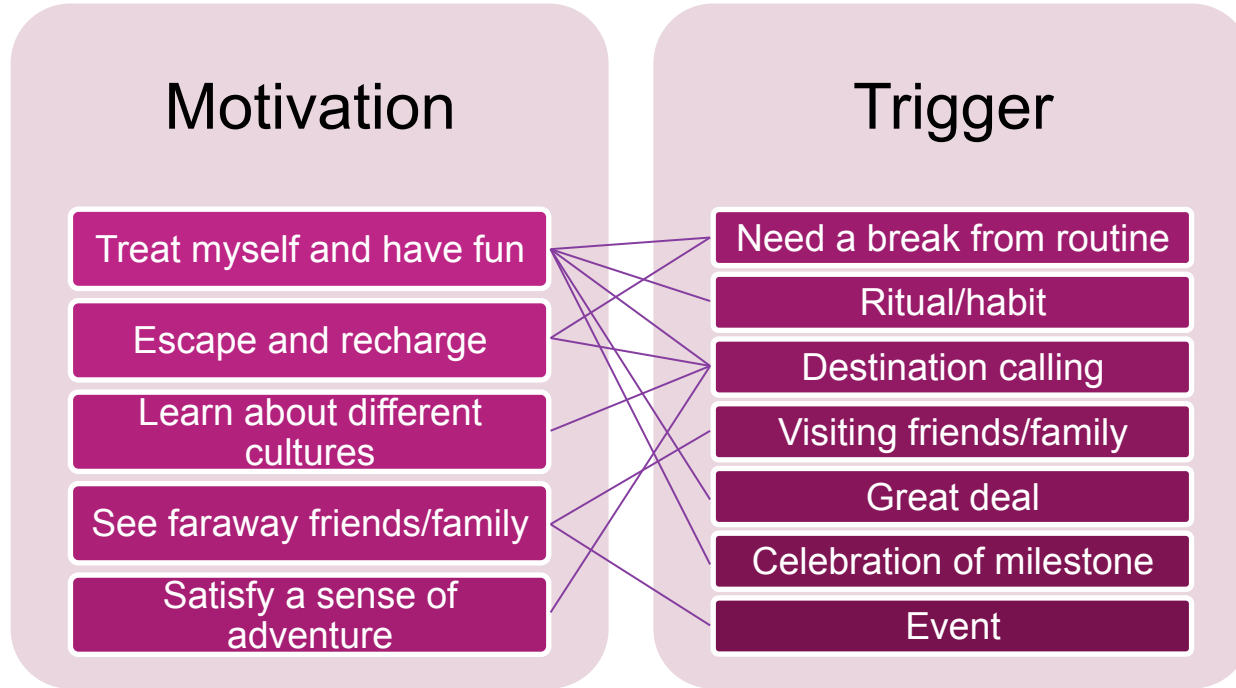 Motivation
Treat myself and have fun
Escape and recharge
Learn about different
cultures
See faraway friends/family
Satisfy a sense of
adventure
Trigger
Need a break from routine
Ritual/habit
Destination calling
Visiting friends/family
Great deal
Celebration of milestone
Event